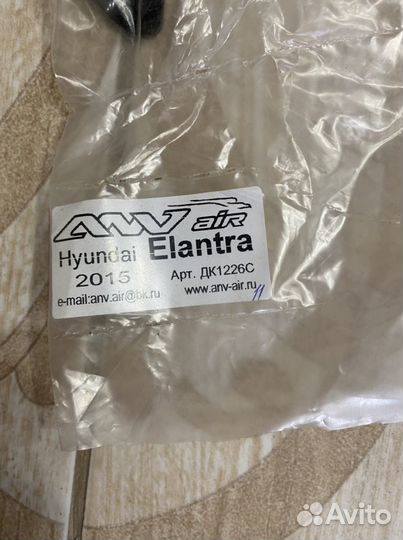 ANV air
Hyundai Elantra
2015 Арт. ДК1226С
e-mail:anv.air@bk.ru www.anv-air.ru
11
Avito